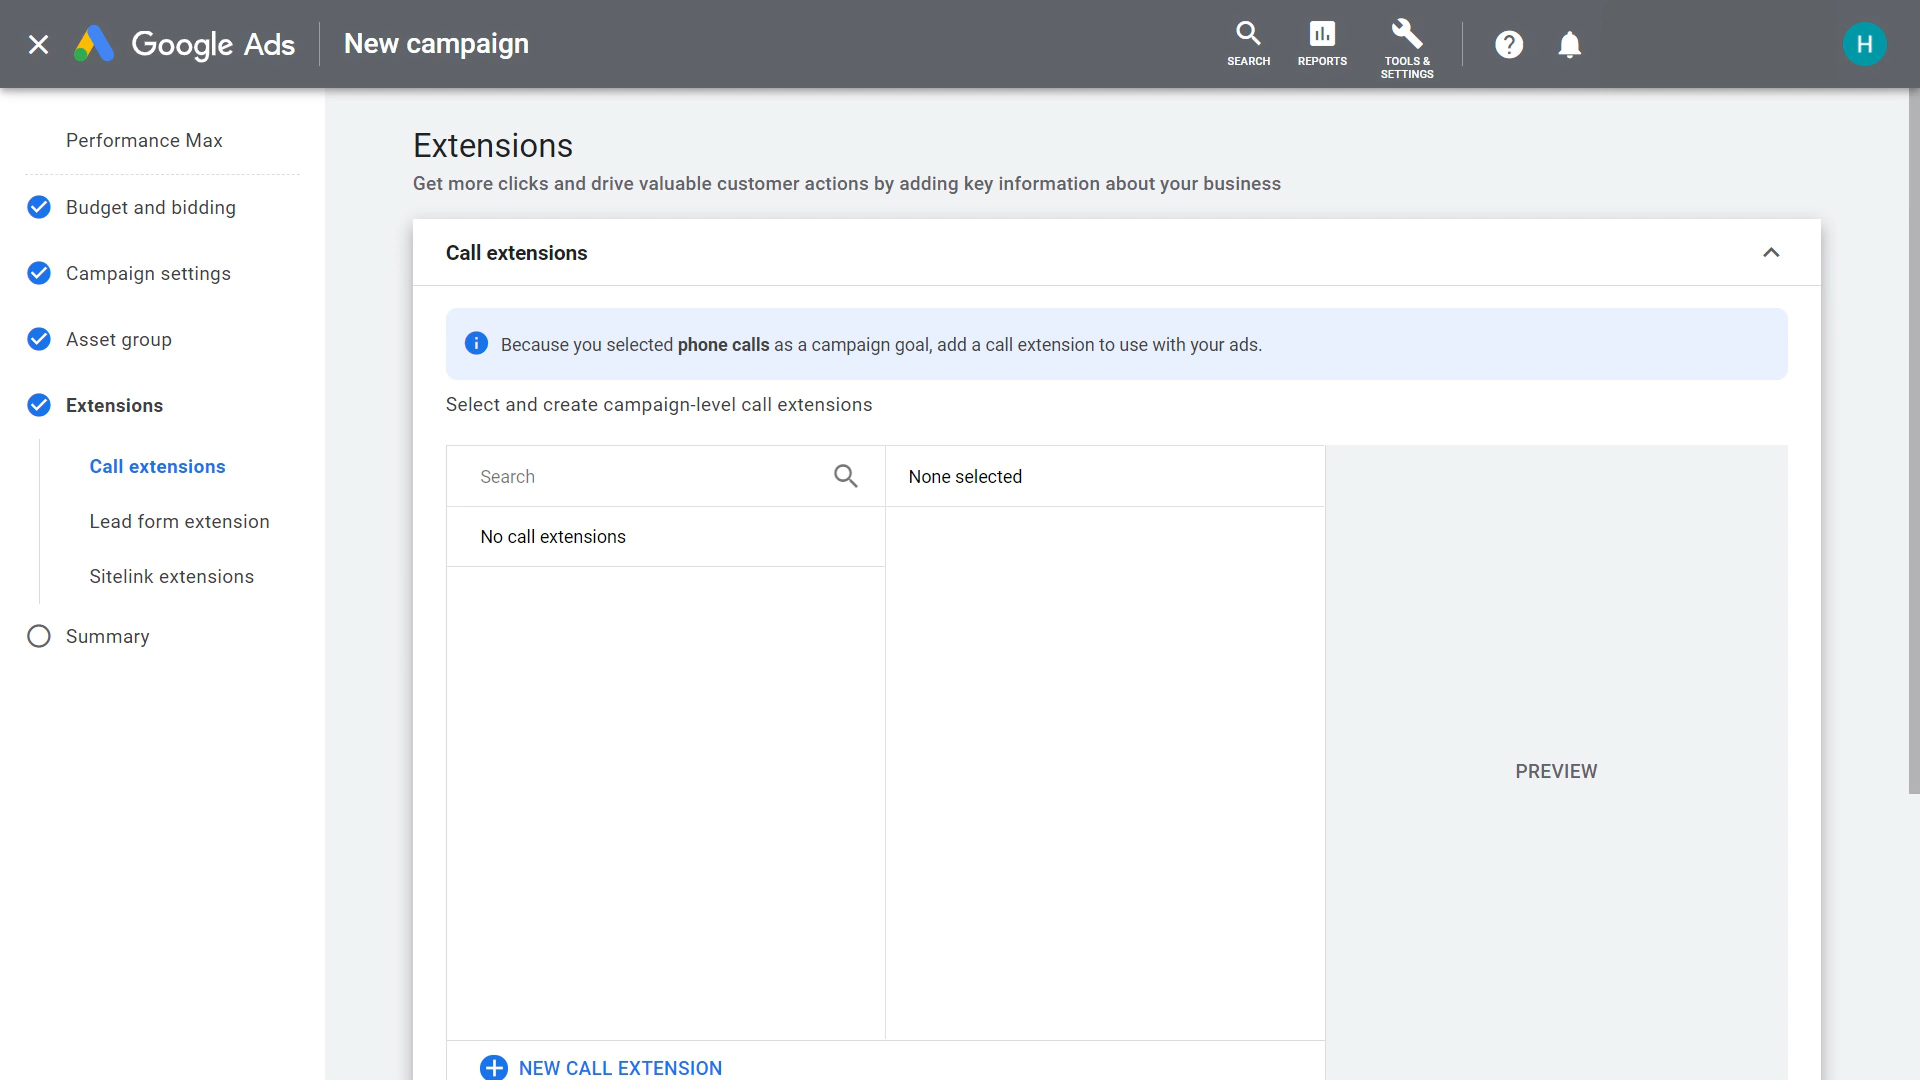 Google Ads
New campaign
SEARCH
REPORTS
TOOLS &
SETTINGS
H
Performance Max
Budget and bidding
Campaign settings
Asset group
Extensions
Call extensions
Lead form extension
Sitelink extensions
Summary
Extensions
Get more clicks and drive valuable customer actions by adding key information about your business
Call extensions
Because you selected phone calls as a campaign goal, add a call extension to use with your ads.
Select and create campaign-level call extensions
Search
None selected
No call extensions
PREVIEW
NEW CALL EXTENSION